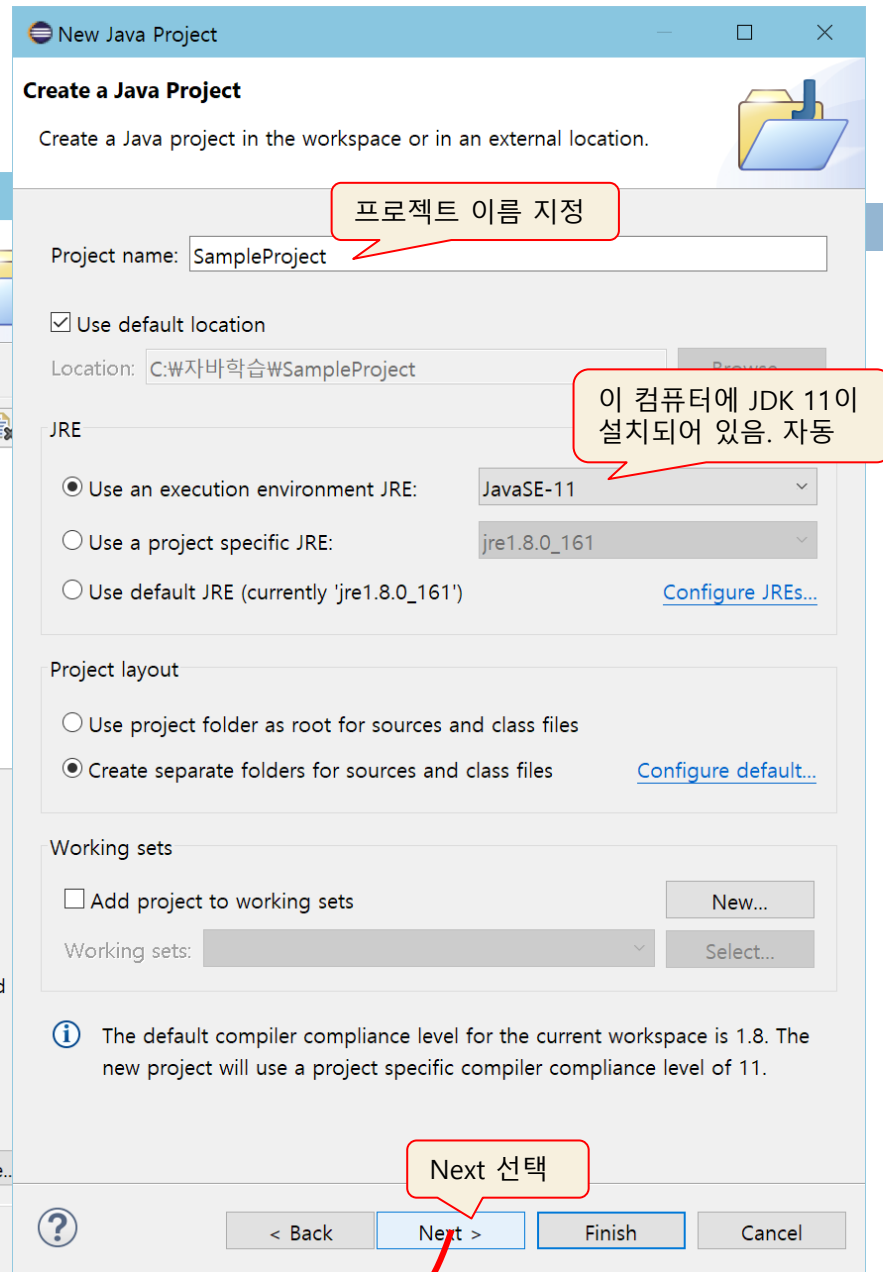 New Java Project
Create a Java Project
Create a Java project in the workspace or in an external location.
프로젝트 이름 지정
Project name: SampleProject
Use default location
Location: C:₩자바학습₩SampleProject
이 컴퓨터에 JDK 11이
설치되어 있음. 자동
JRE
Use an execution environment JRE: JavaSE-11
Use a project specific JRE: jre1.8.0_161
Use default JRE (currently 'jre1.8.0_161') Configure JREs...
Project layout
Use project folder as root for sources and class files
Create separate folders for sources and class files Configure default...
Working sets
Add project to working sets New...
Working sets: Select...
The default compiler compliance level for the current workspace is 1.8. The
new project will use a project specific compiler compliance level of 11.
Next 선택
< Back Next > Finish Cancel